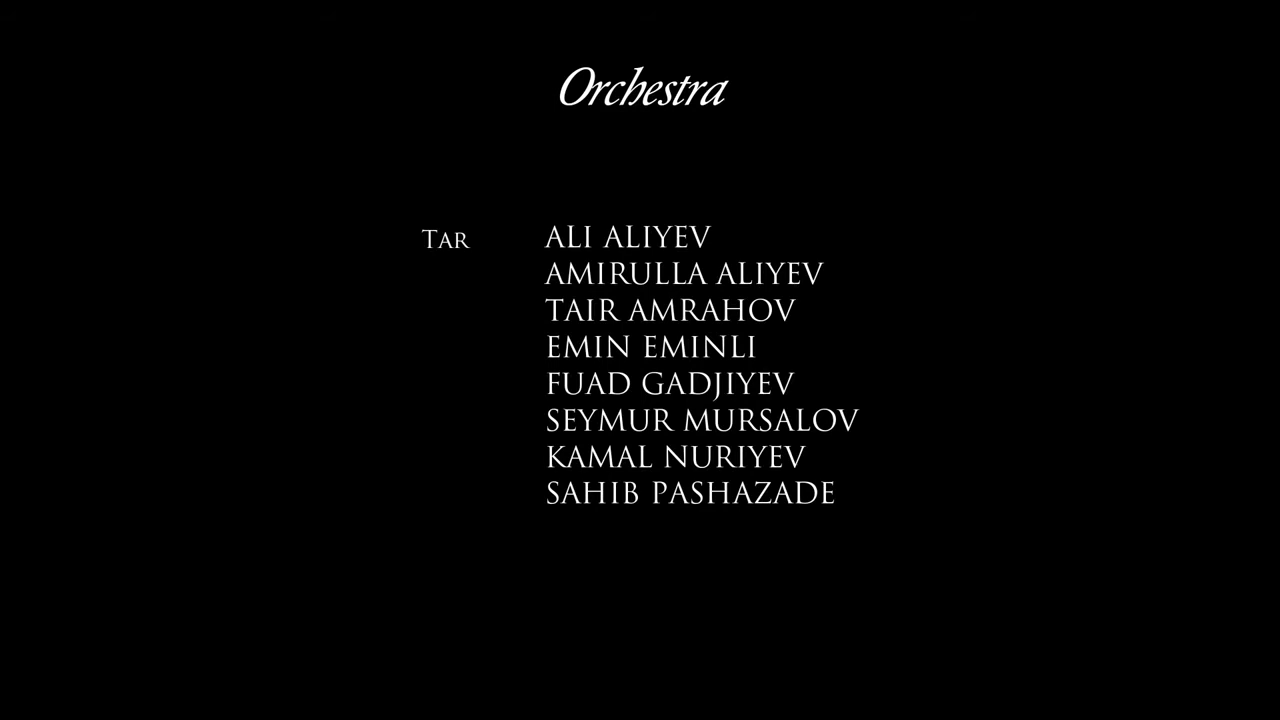 Orchestra
Tar ALI ALIYEV
AMIRULLA ALIYEV
TAIR AMRAHOV
EMIN EMINLI
FUAD GADJIYEV
SEYMUR MURSALOV
KAMAL NURIYEV
SAHIB PASHAZADE